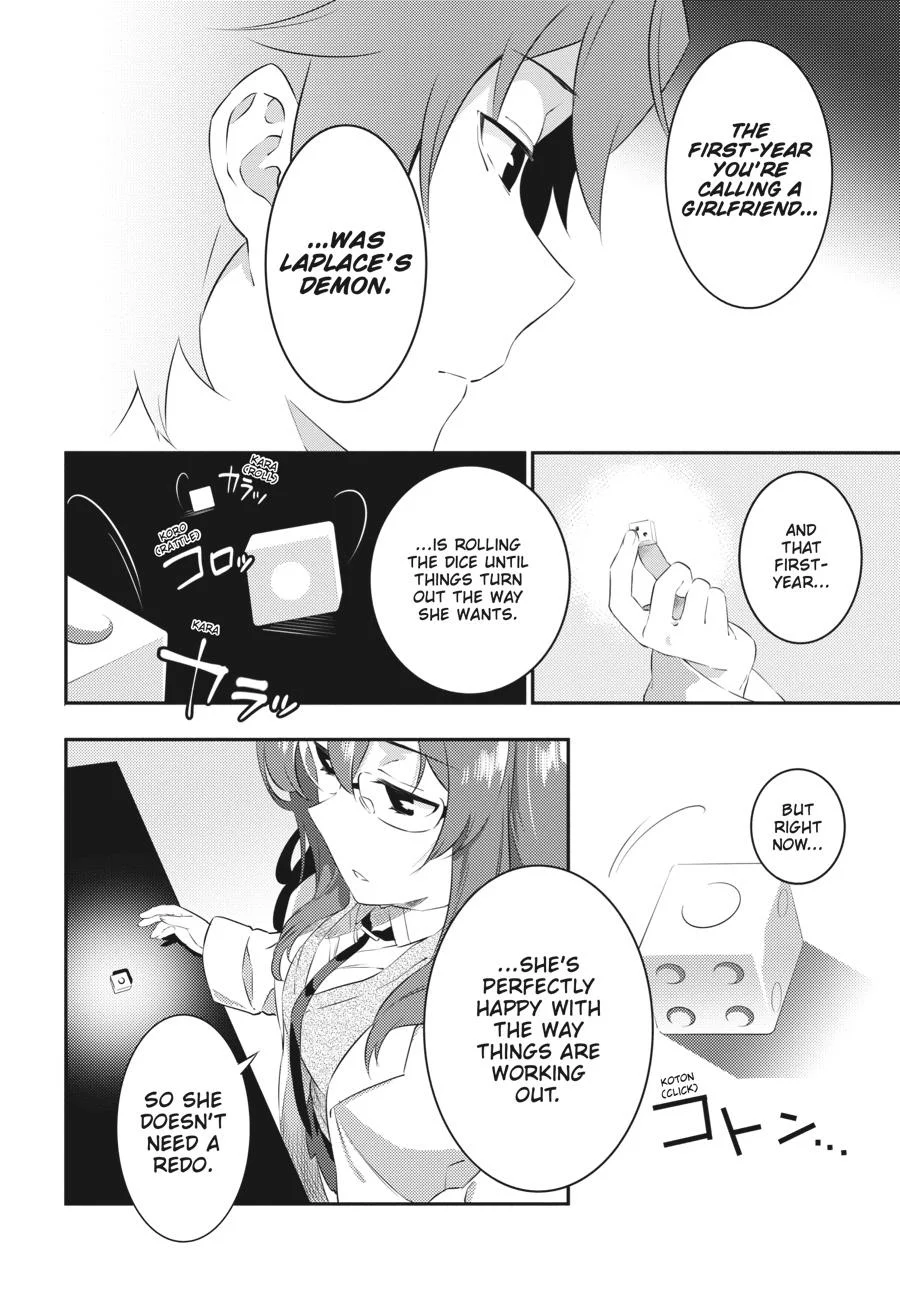 THE
FIRST-YEAR
YOU'RE
CALLING A
GIRLFRIEND...
...WAS
LAPLACE'S
DEMON.
AND
THAT
FIRST-
YEAR...
...IS ROLLING
THE DICE UNTIL
THINGS TURN
OUT THE WAY
SHE WANTS.
KARA
(ROLL)
カラッ
KORO
(RATTLE)
コロッ
KARA
カラッ
BUT
RIGHT
NOW...
KOTON
(CLICK)
コトン...
...SHE'S
PERFECTLY
HAPPY WITH
THE WAY
THINGS ARE
WORKING
OUT.
SO SHE
DOESN'T
NEED A
REDO.